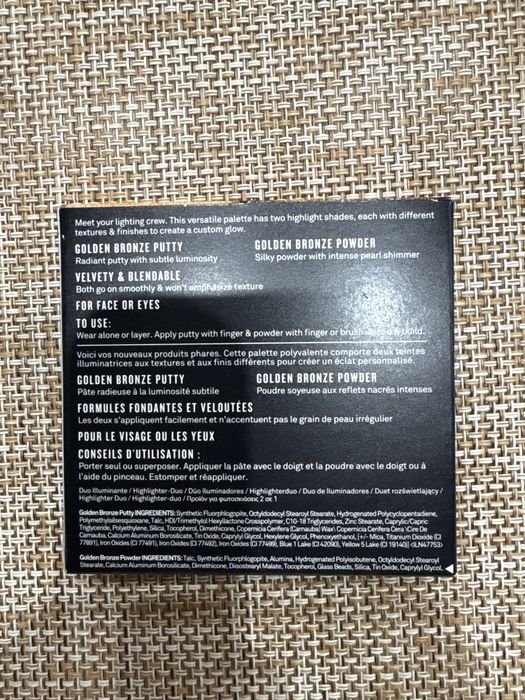 Meet your lighting crew. This versatile palette has two highlight shades, each with different
textures & finishes to create a custom glow.
GOLDEN BRONZE PUTTY
Radiant putty with subtle luminosity
GOLDEN BRONZE POWDER
Silky powder with intense pearl shimmer
VELVETY & BLENDABLE
Both go on smoothly & won't emphasize texture
FOR FACE OR EYES
TO USE:
Wear alone or layer. Apply putty with finger & powder with finger or brush. Blend & build.
Voici vos nouveaux produits phares. Cette palette polyvalente comporte deux teintes
illuminatrices aux textures et aux finis différents pour créer un éclat personnalisé.
GOLDEN BRONZE PUTTY
Pâte radieuse à la luminosité subtile
GOLDEN BRONZE POWDER
Poudre soyeuse aux reflets nacrés intenses
FORMULES FONDANTES ET VELOUTÉES
Les deux s'appliquent facilement et n'accentuent pas le grain de peau irrégulier
POUR LE VISAGE OU LES YEUX
CONSEILS D'UTILISATION :
Porter seul ou superposer. Appliquer la pâte avec le doigt et la poudre avec le doigt ou à
l'aide du pinceau. Estomper et réappliquer.
Duo illuminante / Highlighter-Duo / Dúo Iluminadores / Highlighterduo / Duo de Iluminadores / Duet rozświetlający /
Highlighter Duo / Highlighter-duo / Προϊόν για φωτοσκιάσεις 2 σε 1
Golden Bronze Putty INGREDIENTS: Synthetic Fluorphlogopite, Octyldodecyl Stearoyl Stearate, Hydrogenated Polycyclopentadiene,
Polymethylsilsesquioxane, Talc, HDI/Trimethylol Hexyllactone Crosspolymer, C10-18 Triglycerides, Zinc Stearate, Caprylic/Capric
Triglyceride, Polyethylene, Silica, Tocopherol, Dimethicone, Copernicia Cerifera (Carnauba) Wax\ Copernicia Cerifera Cera \Cire De
Carnauba, Calcium Aluminum Borosilicate, Tin Oxide, Caprylyl Glycol, Hexylene Glycol, Phenoxyethanol, [+/- Mica, Titanium Dioxide (CI
77891), Iron Oxides (CI 77491), Iron Oxides (CI 77492), Iron Oxides (CI 77499), Blue 1 Lake (CI 42090), Yellow 5 Lake (CI 19140)] <ILN47753>
Golden Bronze Powder INGREDIENTS: Talc, Synthetic Fluorphlogopite, Alumina, Hydrogenated Polyisobutene, Octyldodecyl Stearoyl
Stearate, Calcium Aluminum Borosilicate, Dimethicone, Diisostearyl Malate, Tocopherol, Glass Beads, Silica, Tin Oxide, Caprylyl Glycol,